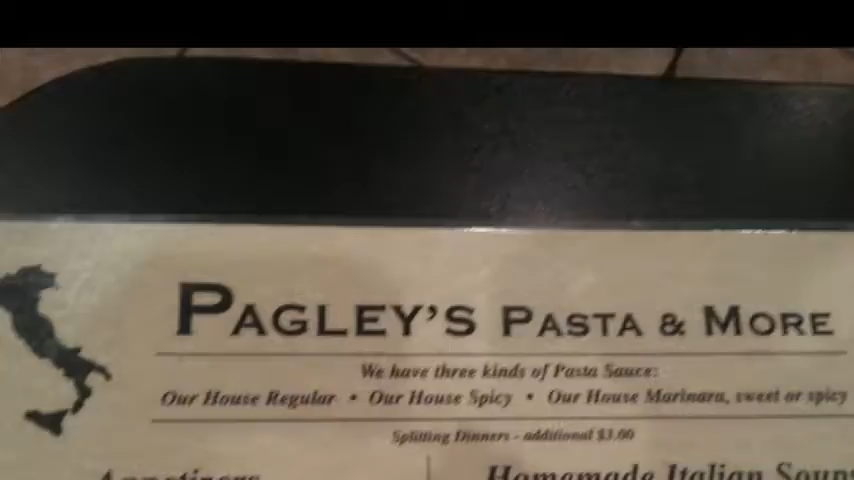 PAGLEY'S PASTA & MORE
We have three kinds of Pasta Sauce:
Our House Regular • Our House Spicy • Our House Marinara, sweet or spicy
Splitting Dinners - additional $3.00
Appetizers
Homemade Italian Soups